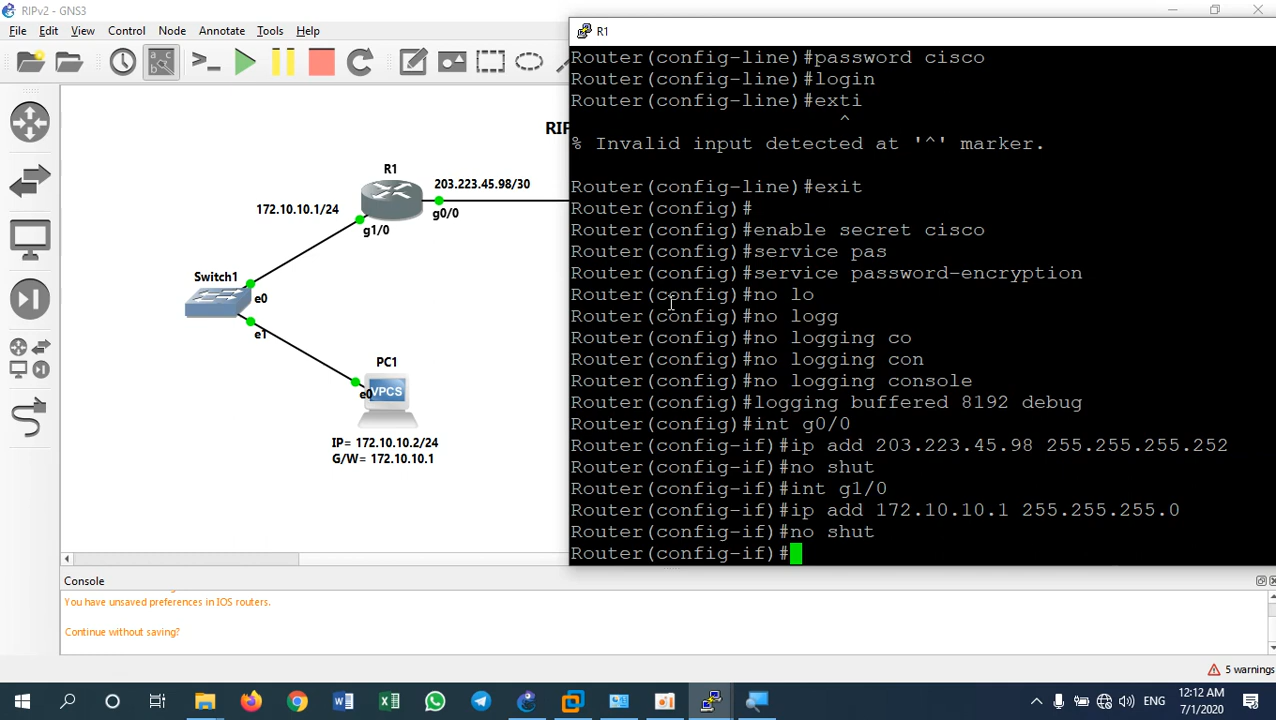 RIPv2 - GNS3
File Edit View Control Node Annotate Tools Help
RIP
R1
203.223.45.98/30
172.10.10.1/24
g0/0
g1/0
Switch1
e0
e1
PC1
e0
VPCS
IP= 172.10.10.2/24
G/W= 172.10.10.1
R1
Router(config-line)#password cisco
Router(config-line)#login
Router(config-line)#exti
^
% Invalid input detected at '^' marker.
Router(config-line)#exit
Router(config)#
Router(config)#enable secret cisco
Router(config)#service pas
Router(config)#service password-encryption
Router(config)#no lo
Router(config)#no logg
Router(config)#no logging co
Router(config)#no logging con
Router(config)#no logging console
Router(config)#logging buffered 8192 debug
Router(config)#int g0/0
Router(config-if)#ip add 203.223.45.98 255.255.255.252
Router(config-if)#no shut
Router(config-if)#int g1/0
Router(config-if)#ip add 172.10.10.1 255.255.255.0
Router(config-if)#no shut
Router(config-if)#
Console
You have unsaved preferences in IOS routers.
Continue without saving?
5 warnings
ENG
12:12 AM
7/1/2020